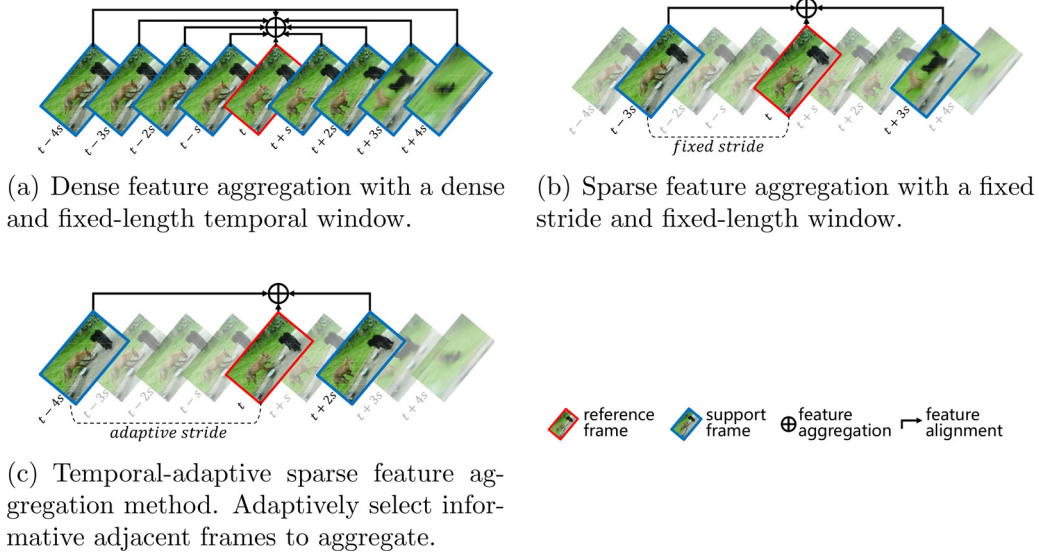 t − 4s
t − 3s
t − 2s
t − s
t
t + s
t + 2s
t + 3s
t + 4s
(a) Dense feature aggregation with a dense
and fixed-length temporal window.
t − 4s
t − 3s
t − 2s
t − s
t
t + s
t + 2s
t + 3s
t + 4s
fixed stride
(b) Sparse feature aggregation with a fixed
stride and fixed-length window.
t − 4s
t − 3s
t − 2s
t − s
t
t + s
t + 2s
t + 3s
t + 4s
adaptive stride
(c) Temporal-adaptive sparse feature ag-
gregation method. Adaptively select infor-
mative adjacent frames to aggregate.
reference
frame
support
frame
feature
aggregation
feature
alignment